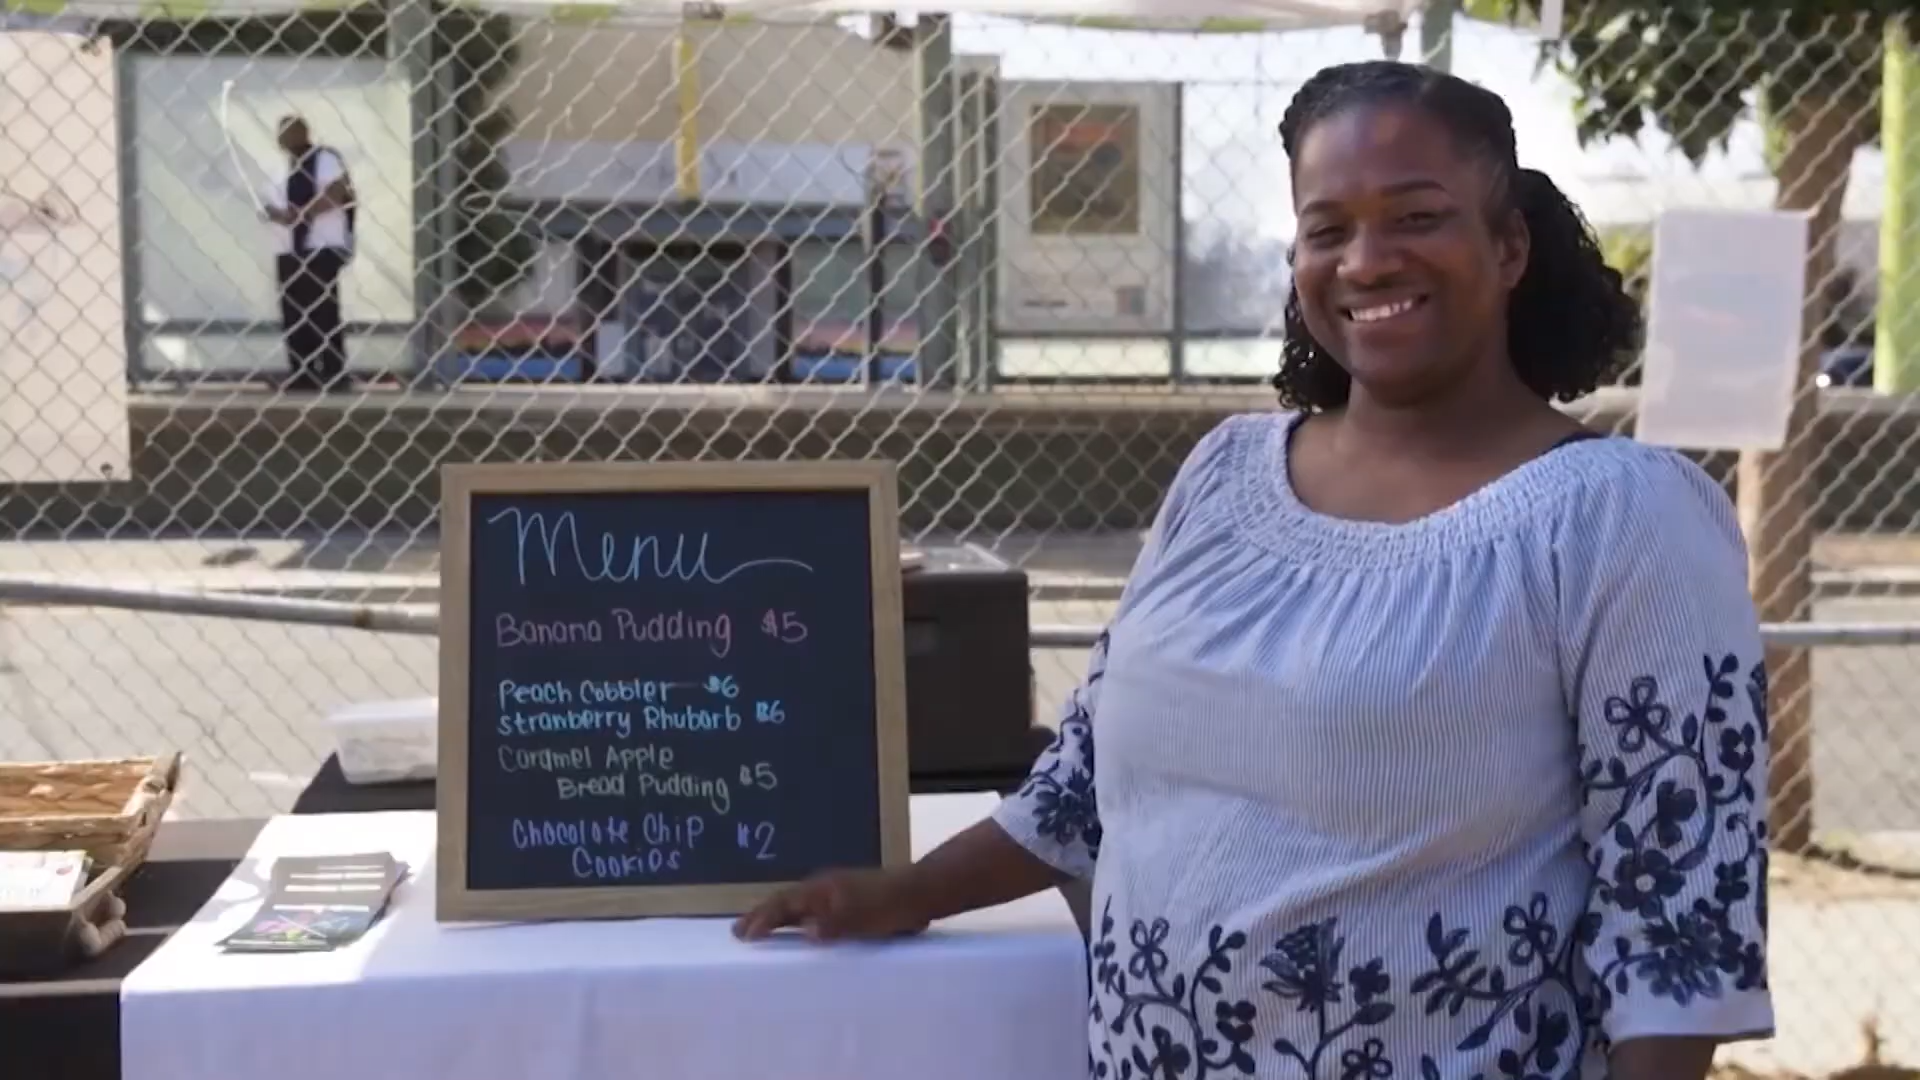 Menu
Banana Pudding $5
Peach Cobbler $6
Strawberry Rhubarb $6
Caramel Apple
Bread Pudding $5
Chocolate Chip $2
Cookies